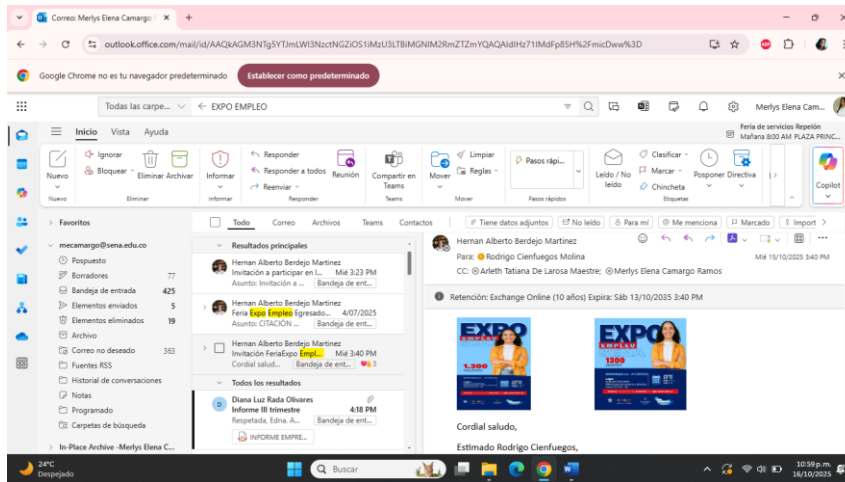 Correo: Merlys Elena Camargo
outlook.office.com/mail/id/AAQkAGM3NTg5YTJmLWI3NzctNGZiOS1iMzU3LTBiMGNlM2RmZTZmYQAQAIdIHz71IMdFp85H%2FmicDww%3D
Google Chrome no es tu navegador predeterminado
Establecer como predeterminado
Todas las carpe...
EXPO EMPLEO
Merlys Elena Cam...
Inicio Vista Ayuda
Feria de servicios Repelón
Mañana 8:00 AM PLAZA PRINC...
Nuevo
Ignorar
Bloquear
Eliminar Archivar
Informar
Responder
Responder a todos
Reenviar
Reunión
Compartir en Teams
Mover
Limpiar
Reglas
Pasos rápi...
Leído / No leído
Clasificar
Marcar
Chincheta
Posponer Directiva
Copilot
Nuevo Eliminar Informar Responder Teams Mover Pasos rápidos Etiquetas
Favoritos
mecamargo@sena.edu.co
Pospuesto
Borradores 77
Bandeja de entrada 425
Elementos enviados 5
Elementos eliminados 19
Archivo
Correo no deseado 363
Fuentes RSS
Historial de conversaciones
Notas
Programado
Carpetas de búsqueda
In-Place Archive -Merlys Elena C...
Todo Correo Archivos Teams Contactos
Tiene datos adjuntos No leído Para mí Me menciona Marcado Import
Resultados principales
Hernan Alberto Berdejo Martinez
Invitación a participar en l... Mié 3:23 PM
Asunto: Invitación a ... Bandeja de ent...
Hernan Alberto Berdejo Martinez
Feria Expo Empleo Egresado... 4/07/2025
Asunto: CITACIÓN ... Bandeja de ent...
Hernan Alberto Berdejo Martinez
Invitación FeriaExpo Empl... Mié 3:40 PM
Cordial salud... Bandeja de ent... 3
Todos los resultados
D
Diana Luz Rada Olivares
Informe III trimestre 4:18 PM
Respetada, Edna. A... Bandeja de ent...
INFORME EMPRE...
Hernan Alberto Berdejo Martinez
Para: Rodrigo Cienfuegos Molina
Mié 15/10/2025 3:40 PM
CC: Arleth Tatiana De Larosa Maestre; Merlys Elena Camargo Ramos
Retención: Exchange Online (10 años) Expira: Sáb 13/10/2035 3:40 PM
EXPO
EMPLEO
1.300
EXPO
EMPLEO
1300
Cordial saludo,
Estimado Rodrigo Cienfuegos,
24°C
Despejado
Buscar
10:59 p.m.
16/10/2025